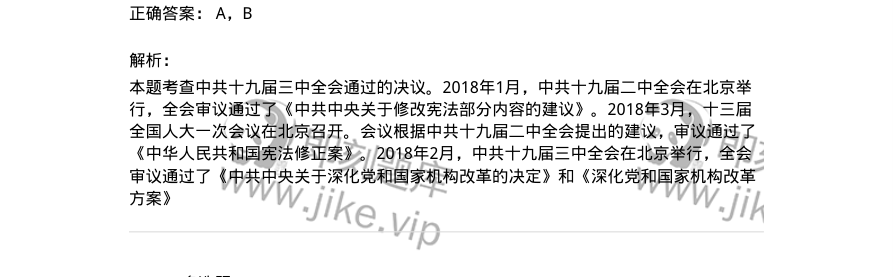 正确答案： A，B
解析：
本题考查中共十九届三中全会通过的决议。2018年1月，中共十九届二中全会在北京举
行，全会审议通过了《中共中央关于修改宪法部分内容的建议》。2018年3月，十三届
全国人大一次会议在北京召开。会议根据中共十九届二中全会提出的建议，审议通过了
《中华人民共和国宪法修正案》。2018年2月，中共十九届三中全会在北京举行，全会
审议通过了《中共中央关于深化党和国家机构改革的决定》和《深化党和国家机构改革
方案》
即刻题库
www.jike.vip